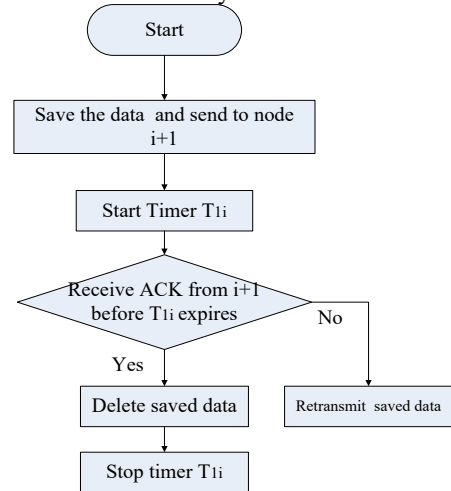 Start
Save the data and send to node
i+1
Start Timer T1i
Receive ACK from i+1
before T1i expires
No
Yes
Delete saved data
Retransmit saved data
Stop timer T1i